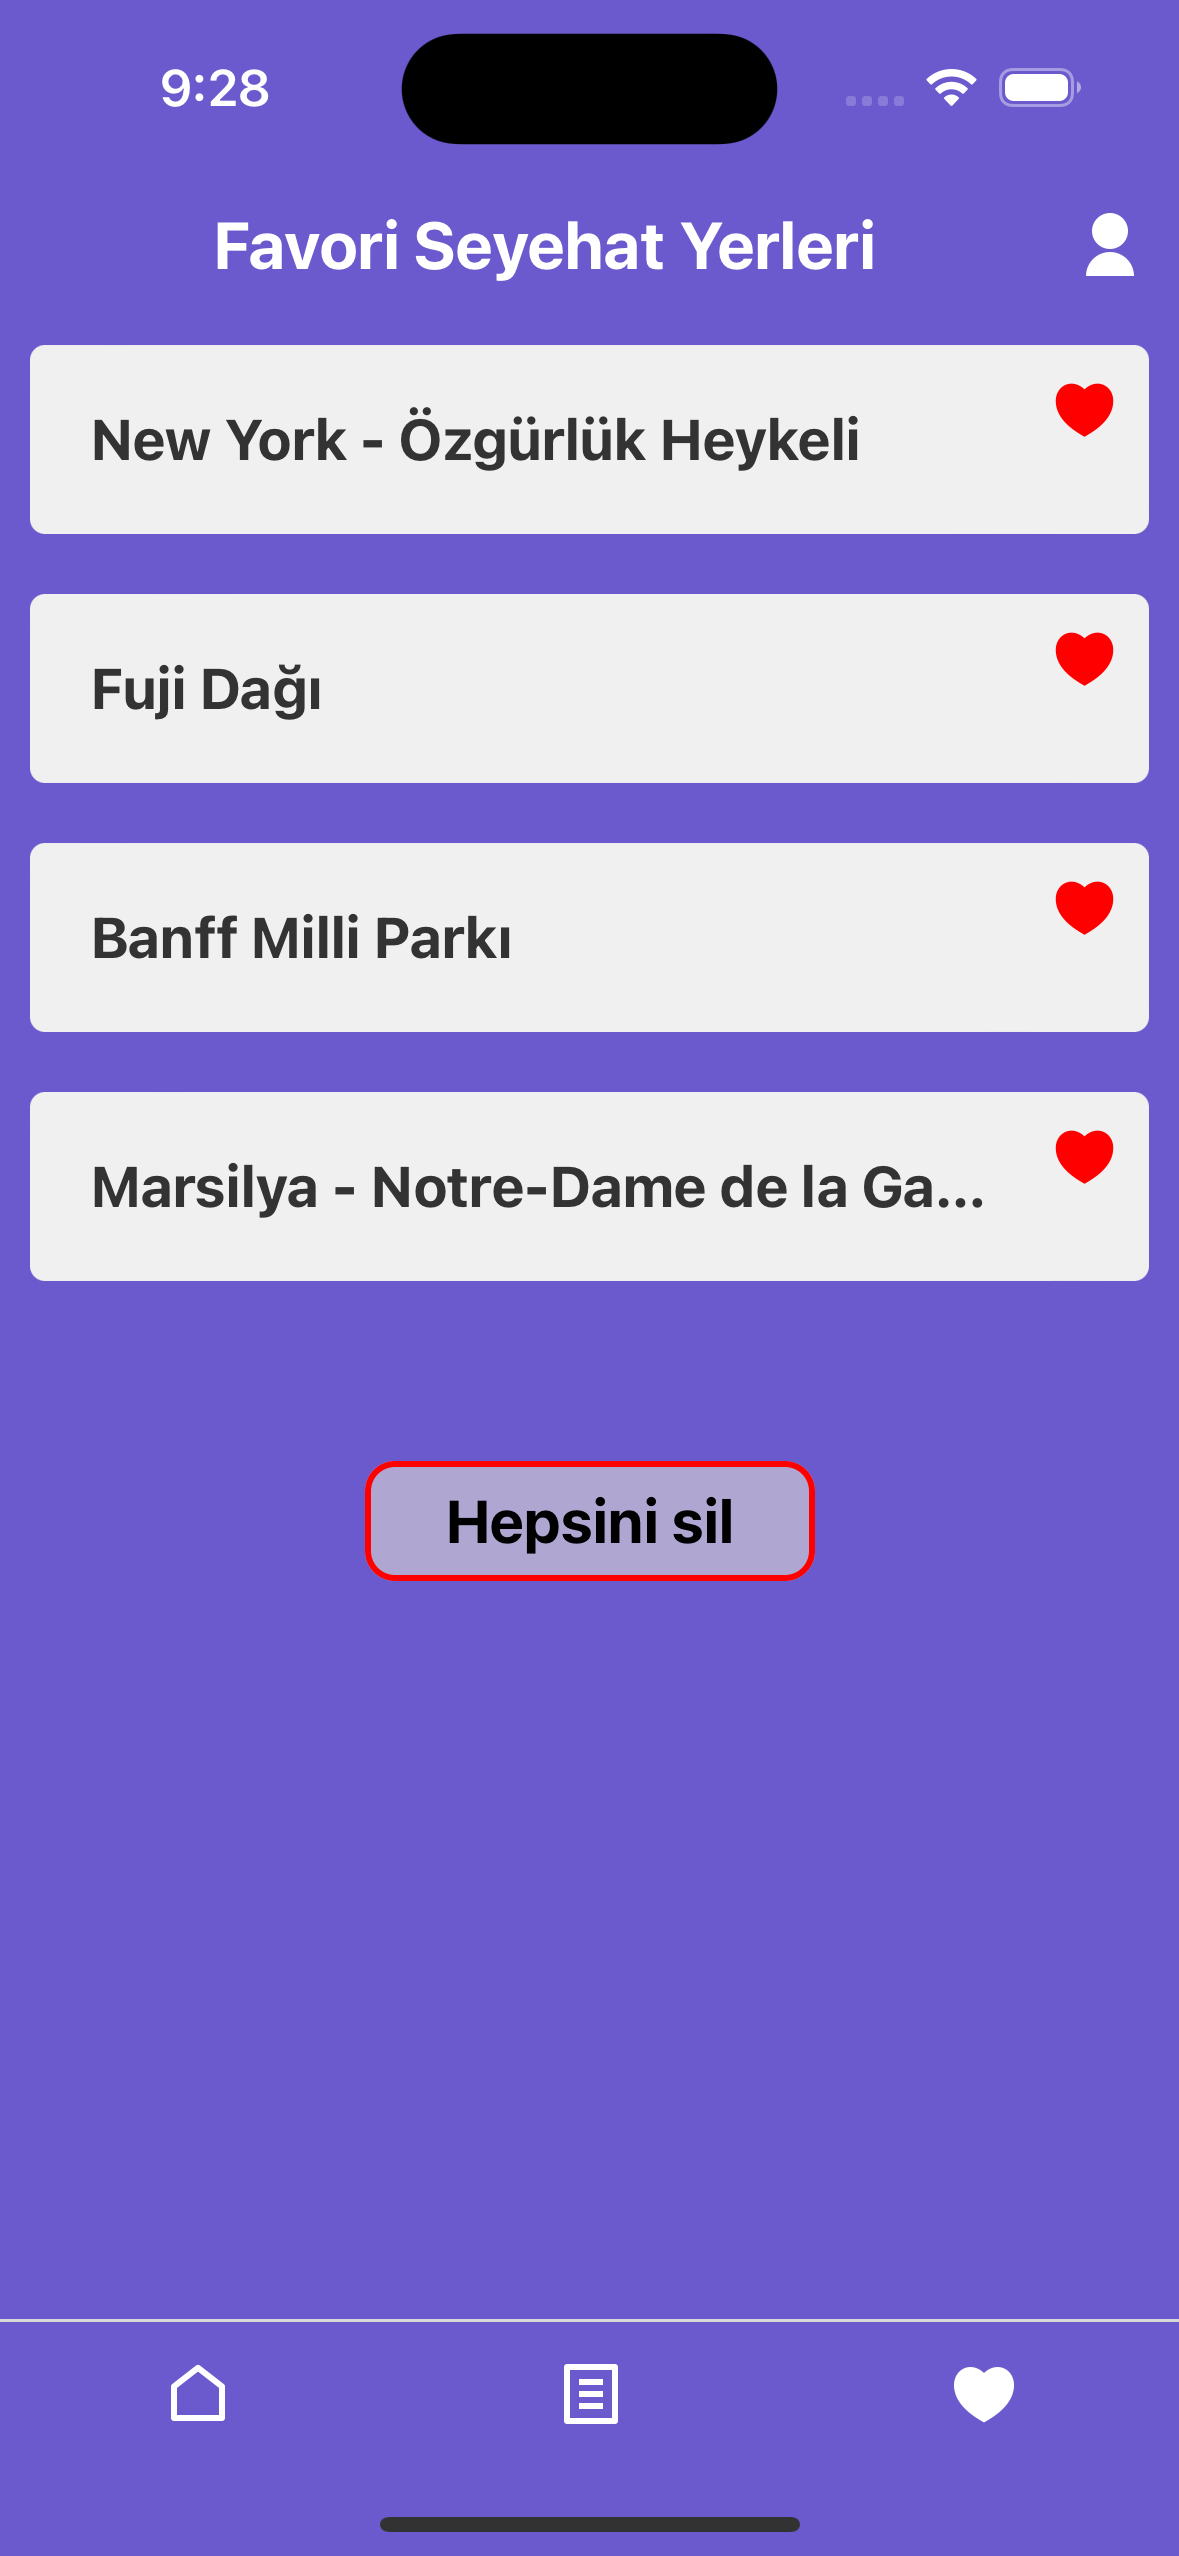 9:28
Favori Seyehat Yerleri
New York - Özgürlük Heykeli
Fuji Dağı
Banff Milli Parkı
Marsilya - Notre-Dame de la Ga...
Hepsini sil